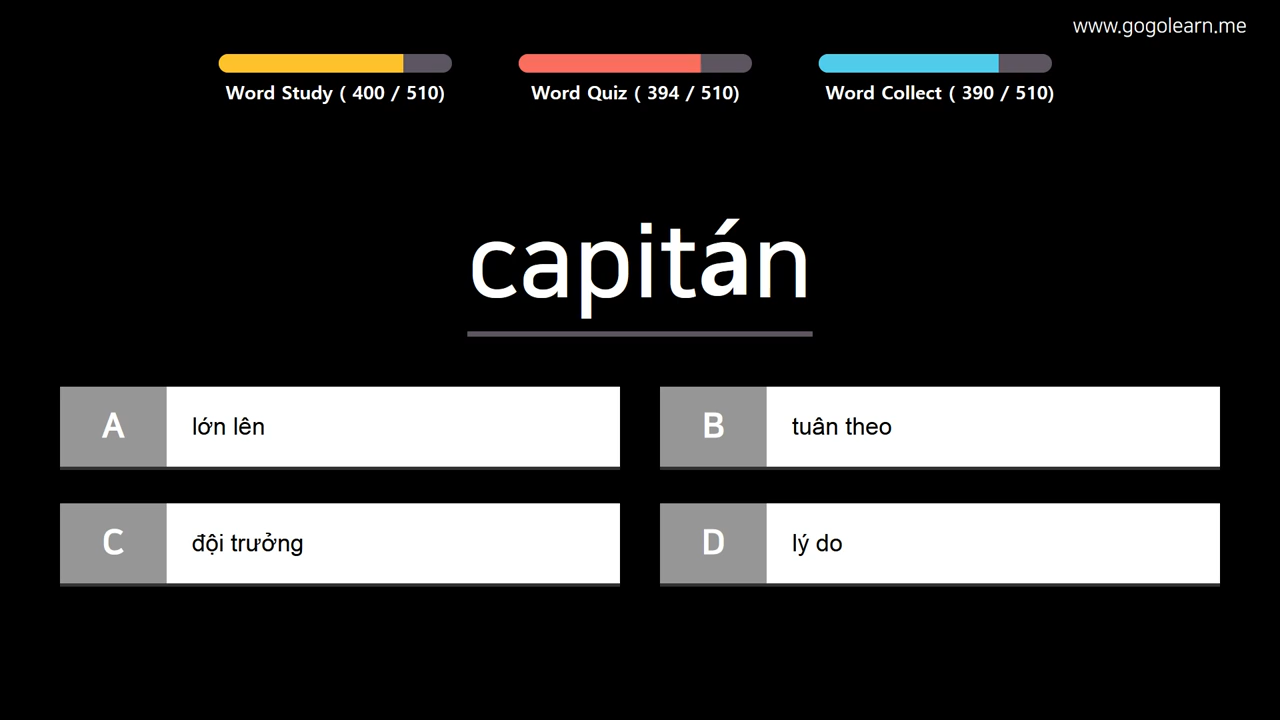 www.gogolearn.me
Word Study ( 400 / 510)
Word Quiz ( 394 / 510)
Word Collect ( 390 / 510)
capitán
A
lớn lên
B
tuân theo
C
đội trưởng
D
lý do